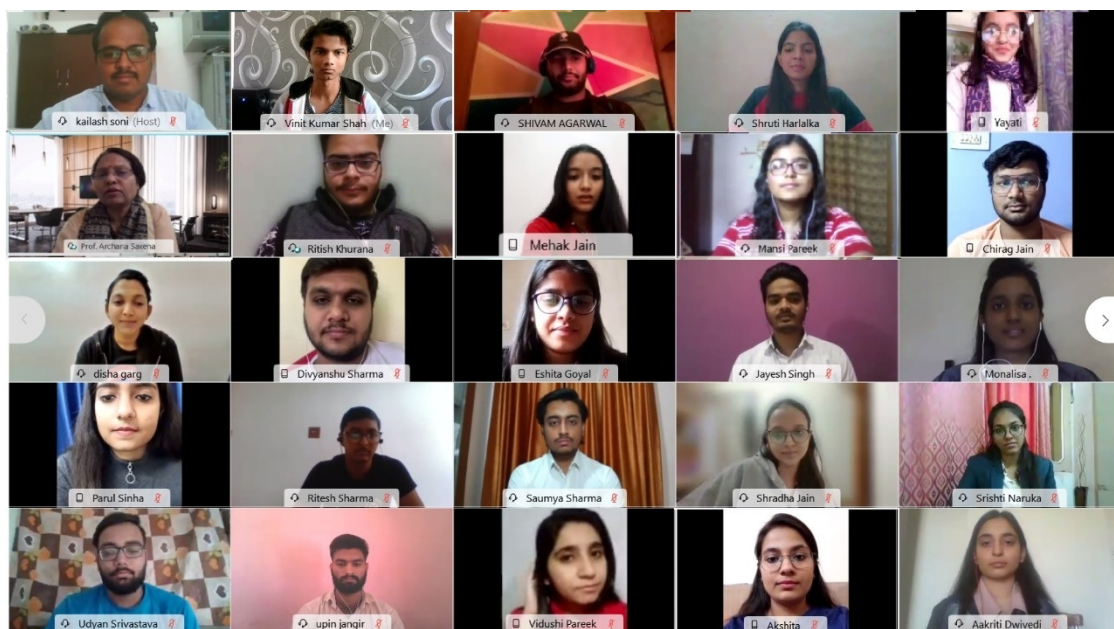 kailash soni (Host)
Vinit Kumar Shah (Me)
SHIVAM AGARWAL
Shruti Harlalka
Yayati
Prof. Archara Saxena
Ritish Khurana
Mehak Jain
Mansi Pareek
Chirag Jain
disha garg
Divyanshu Sharma
Eshita Goyal
Jayesh Singh
Monalisa .
Parul Sinha
Ritesh Sharma
Saumya Sharma
Shradha Jain
Srishti Naruka
Udyan Srivastava
upin jangir
Vidushi Pareek
Akshita
Aakriti Dwivedi